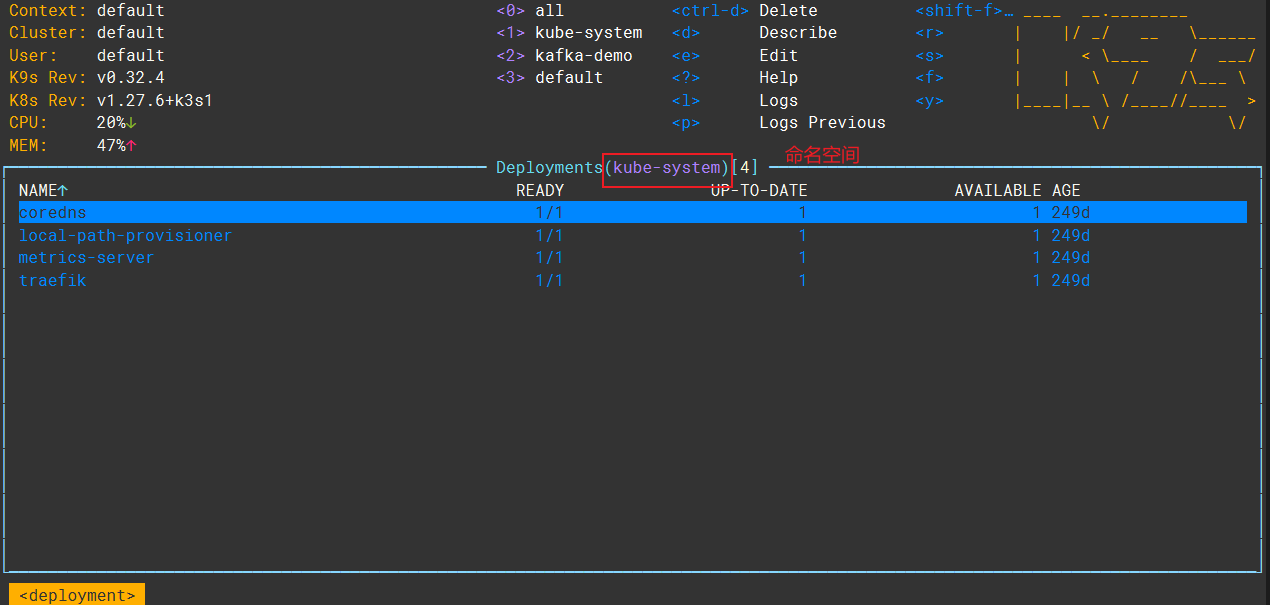 Context: default <0> all <ctrl-d> Delete <shift-f>…
Cluster: default <1> kube-system <d> Describe <r>
User: default <2> kafka-demo <e> Edit <s>
K9s Rev: v0.32.4 <3> default <?> Help <f>
K8s Rev: v1.27.6+k3s1 <l> Logs <y>
CPU: 20%↓ <p> Logs Previous
MEM: 47%↑
命名空间
Deployments(kube-system)[4]
NAME↑ READY UP-TO-DATE AVAILABLE AGE
coredns 1/1 1 1 249d
local-path-provisioner 1/1 1 1 249d
metrics-server 1/1 1 1 249d
traefik 1/1 1 1 249d
<deployment>